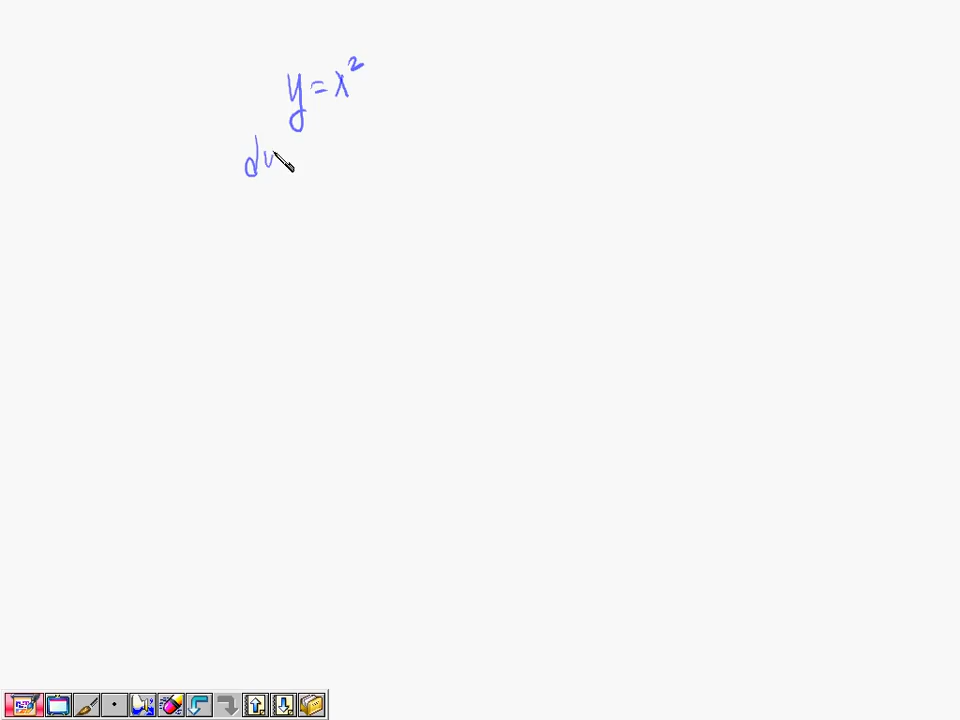 y = x²
d